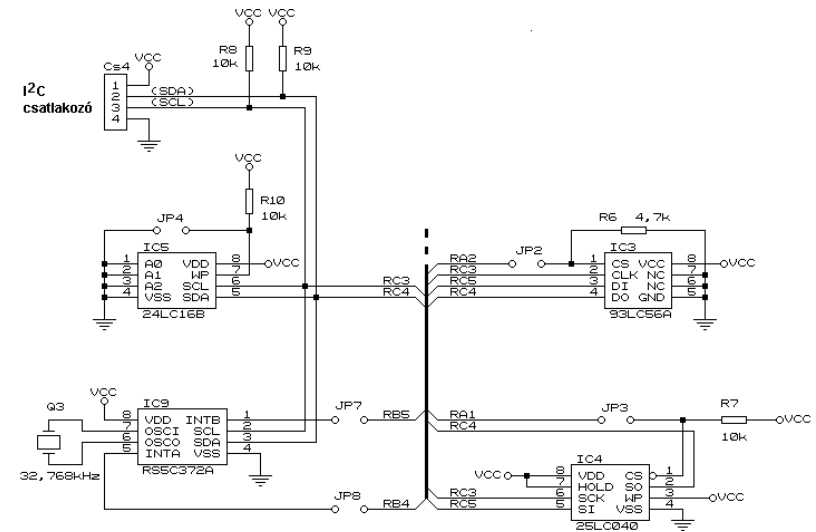 VCC VCC
R8 10k
R9 10k
VCC
Cs4
I2C csatlakozó
1 (SDA)
2 (SCL)
3
4
VCC
R10 10k
JP4
IC5
1 A0 VDD 8 VCC
2 A1 WP 7
3 A2 SCL 6 RC3
4 VSS SDA 5 RC4
24LC16B
R6 4,7k
JP2
IC3
RA2 1 CS VCC 8 VCC
RC3 2 CLK NC 7
RC5 3 DI NC 6
RC4 4 DO GND 5
93LC56A
VCC
Q3
32,768kHz
IC9
8 VDD INTB 1
7 OSCI SCL 2
6 OSCO SDA 3
5 INTA VSS 4
RS5C372A
JP7 RB5
JP8 RB4
RA1
RC4
JP3
R7 10k
VCC
IC4
VCC 8 VDD CS 1
7 HOLD SO 2
RC3 6 SCK WP 3 VCC
RC5 5 SI VSS 4
25LC040